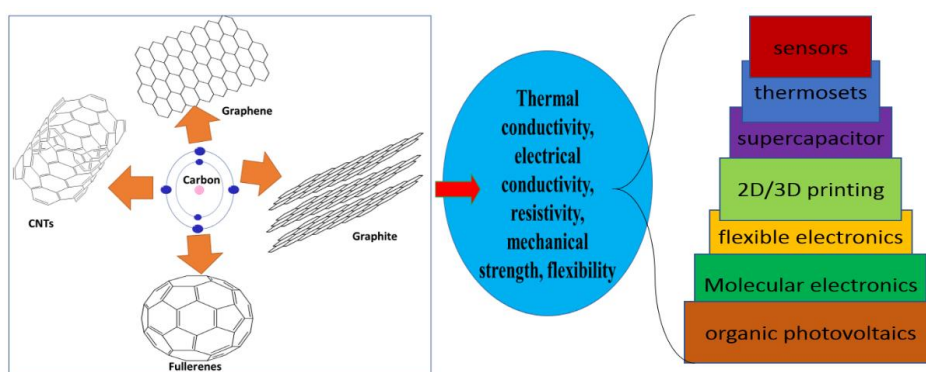 Graphene
CNTs
Carbon
Graphite
Fullerenes
Thermal
conductivity,
electrical
conductivity,
resistivity,
mechanical
strength, flexibility
sensors
thermosets
supercapacitor
2D/3D printing
flexible electronics
Molecular electronics
organic photovoltaics